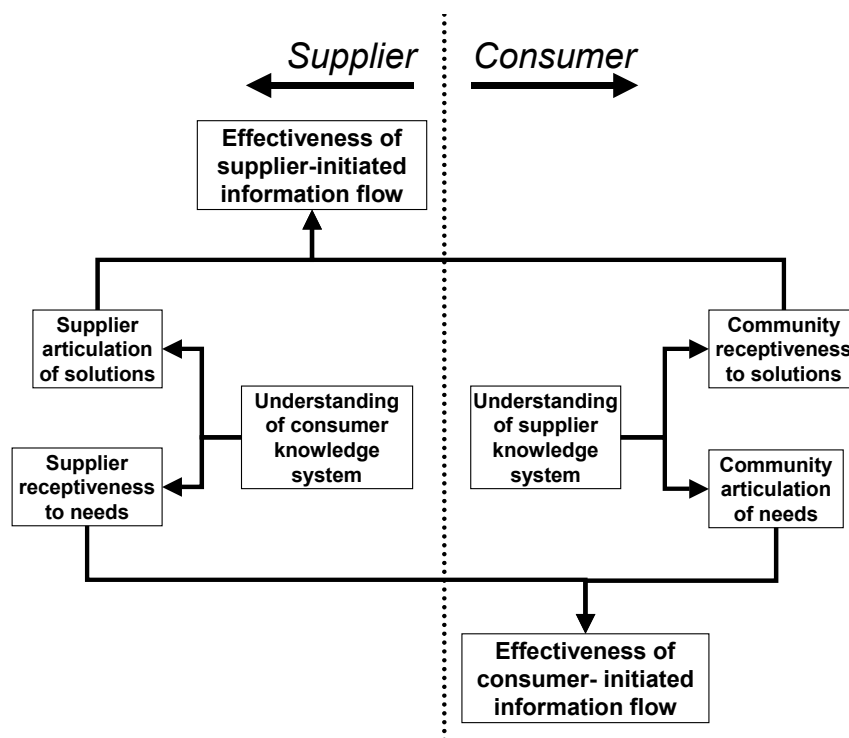 Supplier
Consumer
Effectiveness of
supplier-initiated
information flow
Supplier
articulation
of solutions
Community
receptiveness
to solutions
Understanding
of consumer
knowledge
system
Understanding
of supplier
knowledge
system
Supplier
receptiveness
to needs
Community
articulation
of needs
Effectiveness of
consumer- initiated
information flow